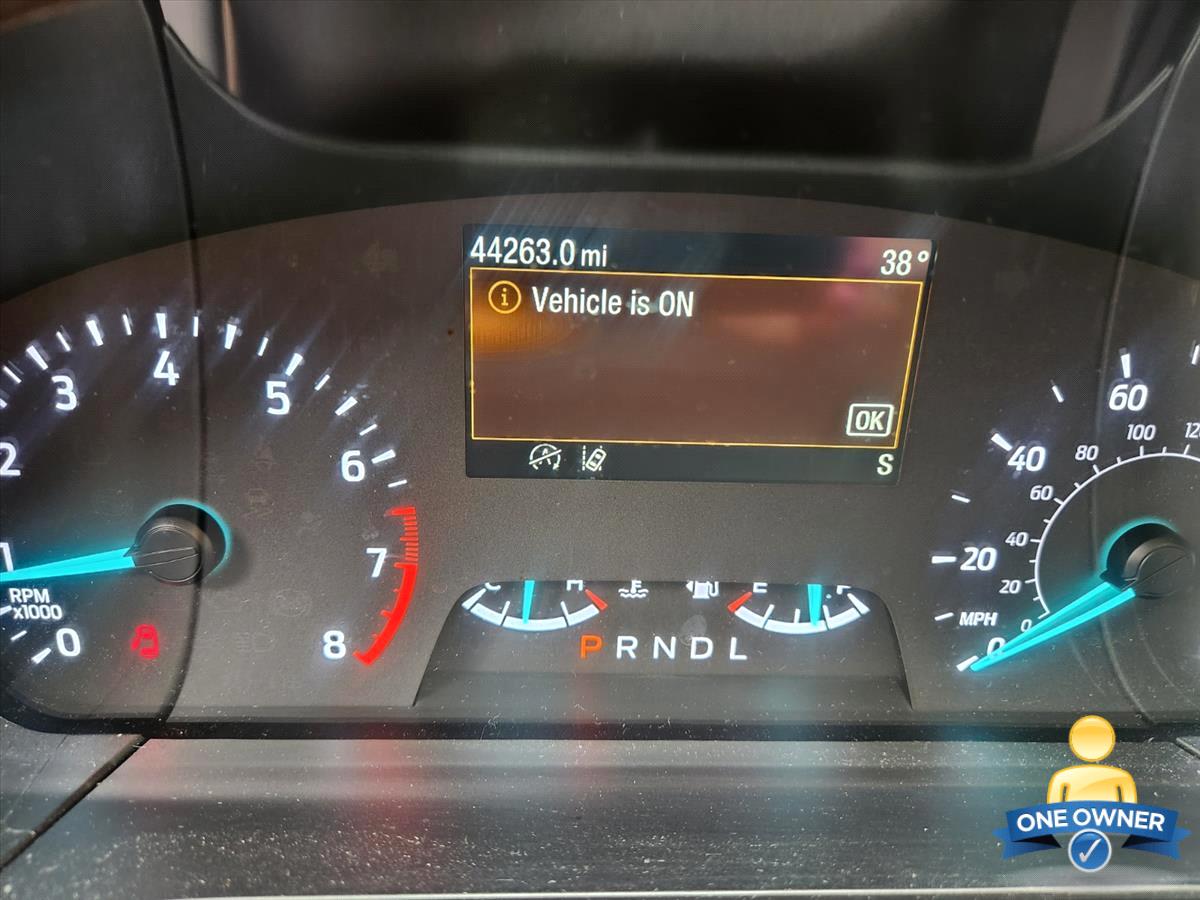 44263.0 mi 38°
Vehicle is ON
OK
S
1 2 3 4 5 6 7 8
RPM
x1000
0
C H E F
P R N D L
60
40
20
MPH
0
100
80
60
40
20
0
ONE OWNER